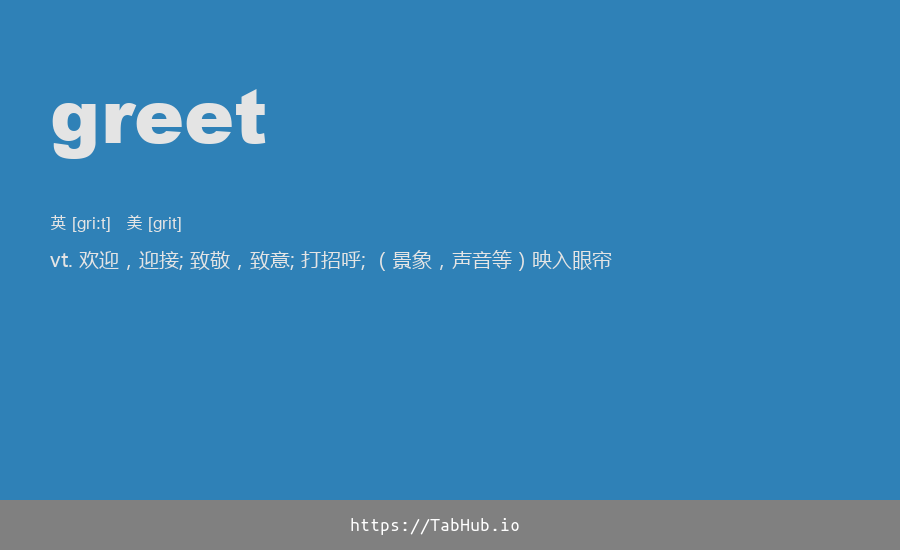 greet
英 [gri:t] 美 [grit]
vt. 欢迎，迎接; 致敬，致意; 打招呼; （景象，声音等）映入眼帘
https://TabHub.io